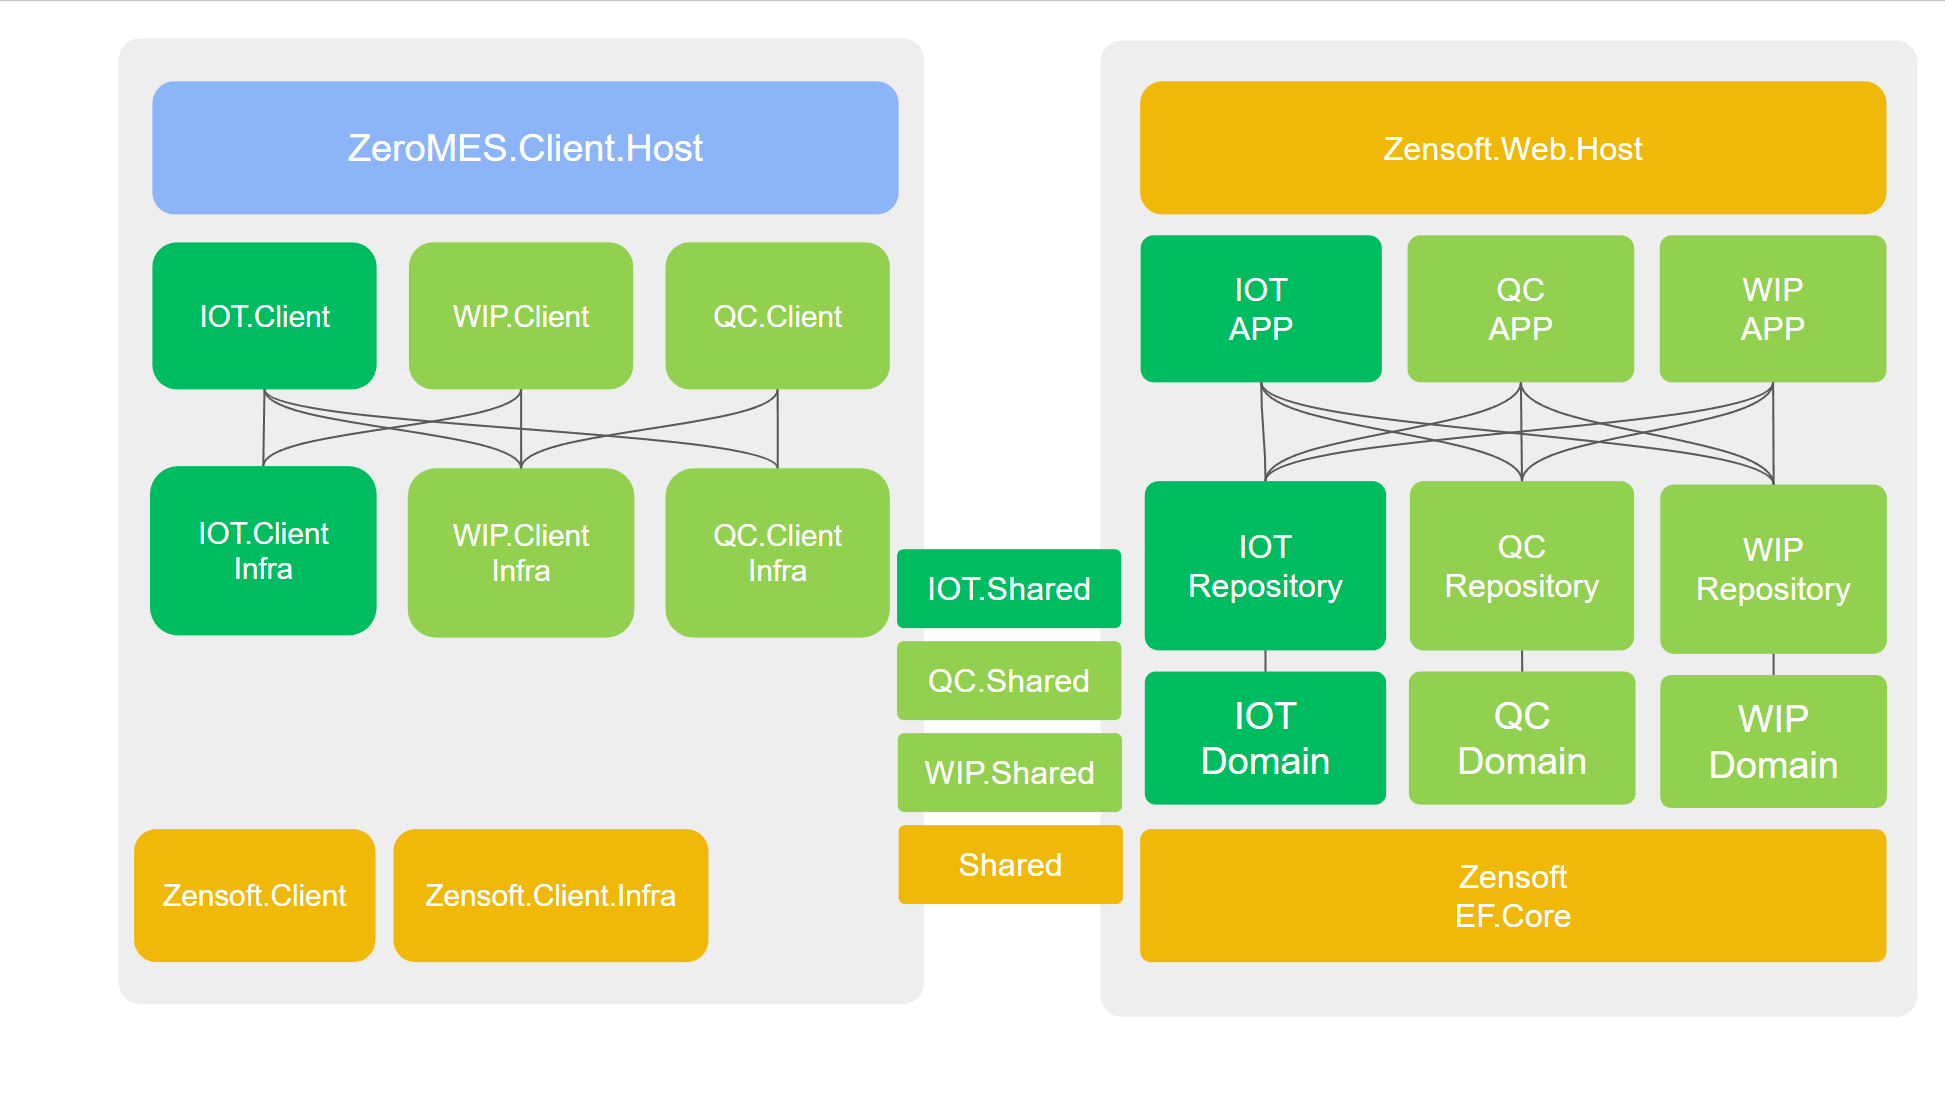 ZeroMES.Client.Host
IOT.Client
WIP.Client
QC.Client
IOT.Client
Infra
WIP.Client
Infra
QC.Client
Infra
Zensoft.Client
Zensoft.Client.Infra
IOT.Shared
QC.Shared
WIP.Shared
Shared
Zensoft.Web.Host
IOT
APP
QC
APP
WIP
APP
IOT
Repository
QC
Repository
WIP
Repository
IOT
Domain
QC
Domain
WIP
Domain
Zensoft
EF.Core